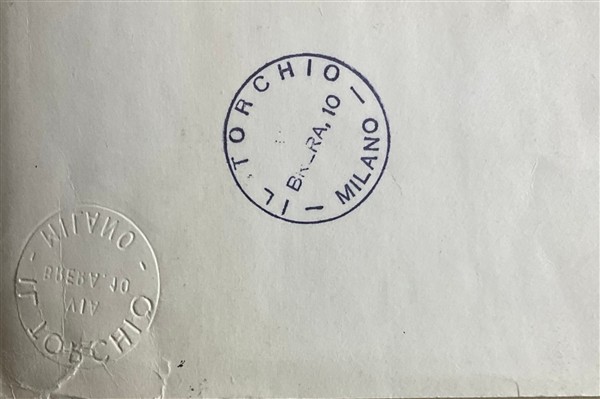 IL TORCHIO
BRERA, 10
– MILANO –
IL TORCHIO
VIA
BRERA, 10
- MILANO -